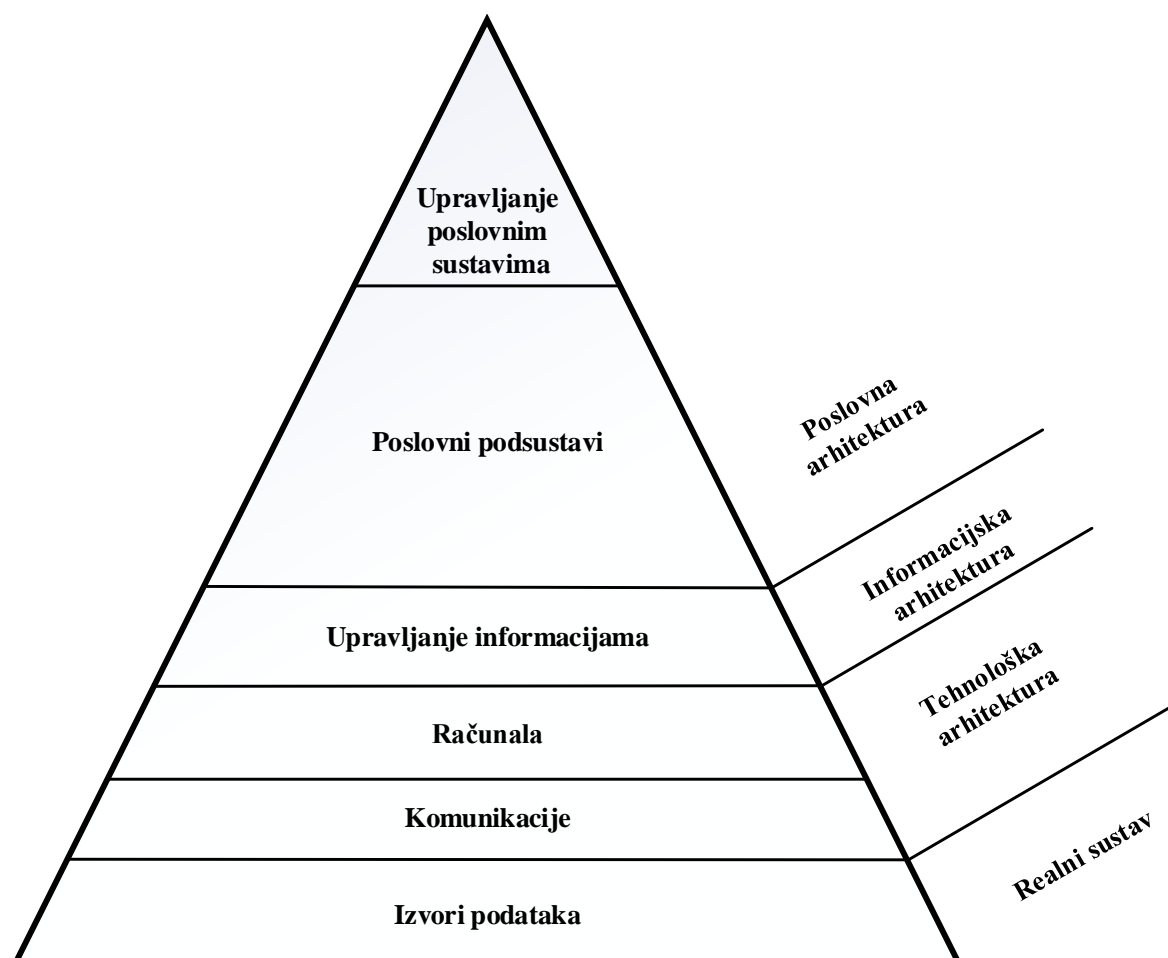 Upravljanje
poslovnim
sustavima
Poslovni podsustavi
Poslovna
arhitektura
Upravljanje informacijama
Informacijska
arhitektura
Računala
Tehnološka
arhitektura
Komunikacije
Izvori podataka
Realni sustav